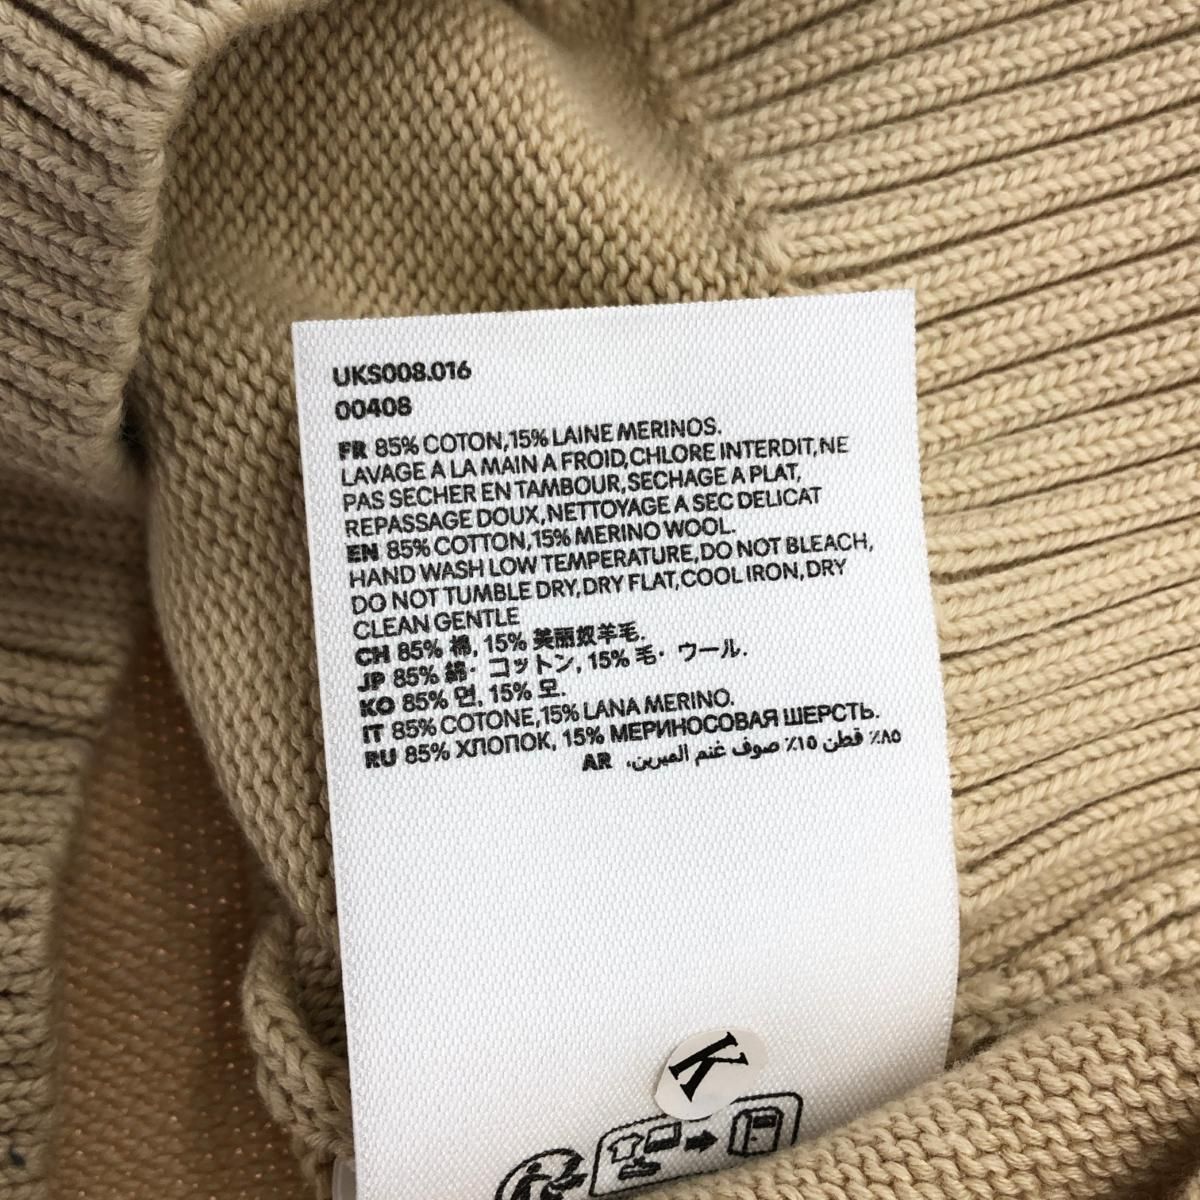 UKS008.016
00408
FR 85% COTON,15% LAINE MERINOS.
LAVAGE A LA MAIN A FROID,CHLORE INTERDIT,NE
PAS SECHER EN TAMBOUR,SECHAGE A PLAT,
REPASSAGE DOUX,NETTOYAGE A SEC DELICAT
EN 85% COTTON,15% MERINO WOOL.
HAND WASH LOW TEMPERATURE,DO NOT BLEACH,
DO NOT TUMBLE DRY,DRY FLAT,COOL IRON,DRY
CLEAN GENTLE
CH 85% 棉, 15% 美丽奴羊毛.
JP 85% 綿・コットン, 15% 毛・ウール.
KO 85% 면, 15% 모.
IT 85% COTONE,15% LANA MERINO.
RU 85% ХЛОПОК, 15% МЕРИНОСОВАЯ ШЕРСТЬ.
AR ٨٥٪ قطن ١٥٪ صوف غنم المبرين.
K